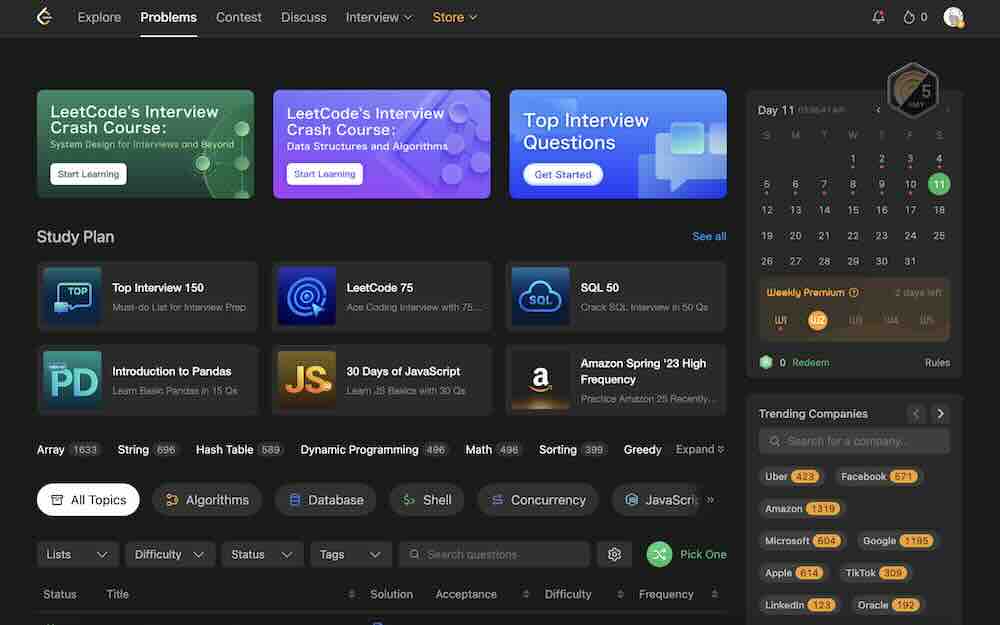 Explore Problems Contest Discuss Interview Store
0
LeetCode's Interview
Crash Course:
System Design for Interviews and Beyond
Start Learning
LeetCode's Interview
Crash Course:
Data Structures and Algorithms
Start Learning
Top Interview
Questions
Get Started
Study Plan
See all
TOP
Top Interview 150
Must-do List for Interview Prep
LeetCode 75
Ace Coding Interview with 75...
SQL
SQL 50
Crack SQL Interview in 50 Qs
PD
Introduction to Pandas
Learn Basic Pandas in 15 Qs
JS
30 Days of JavaScript
Learn JS Basics with 30 Qs
a
Amazon Spring '23 High
Frequency
Practice Amazon 25 Recently...
Array 1633 String 696 Hash Table 589 Dynamic Programming 496 Math 496 Sorting 399 Greedy Expand
All Topics Algorithms Database Shell Concurrency JavaScri
Lists Difficulty Status Tags Search questions Pick One
Status Title Solution Acceptance Difficulty Frequency
Day 11
5
MAY
S M T W T F S
1 2 3 4
5 6 7 8 9 10 11
12 13 14 15 16 17 18
19 20 21 22 23 24 25
26 27 28 29 30 31
Weekly Premium 2 days left
W1 W2 W3 W4 W5
0 Redeem Rules
Trending Companies
Search for a company...
Uber 423 Facebook 571
Amazon 1319
Microsoft 604 Google 1195
Apple 614 TikTok 309
LinkedIn 123 Oracle 192